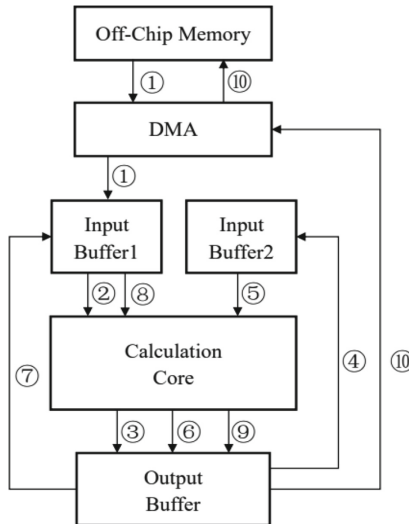 Off-Chip Memory
① ⑩
DMA
①
Input
Buffer1
Input
Buffer2
② ⑧ ⑤
Calculation
Core
⑦ ④ ⑩
③ ⑥ ⑨
Output
Buffer